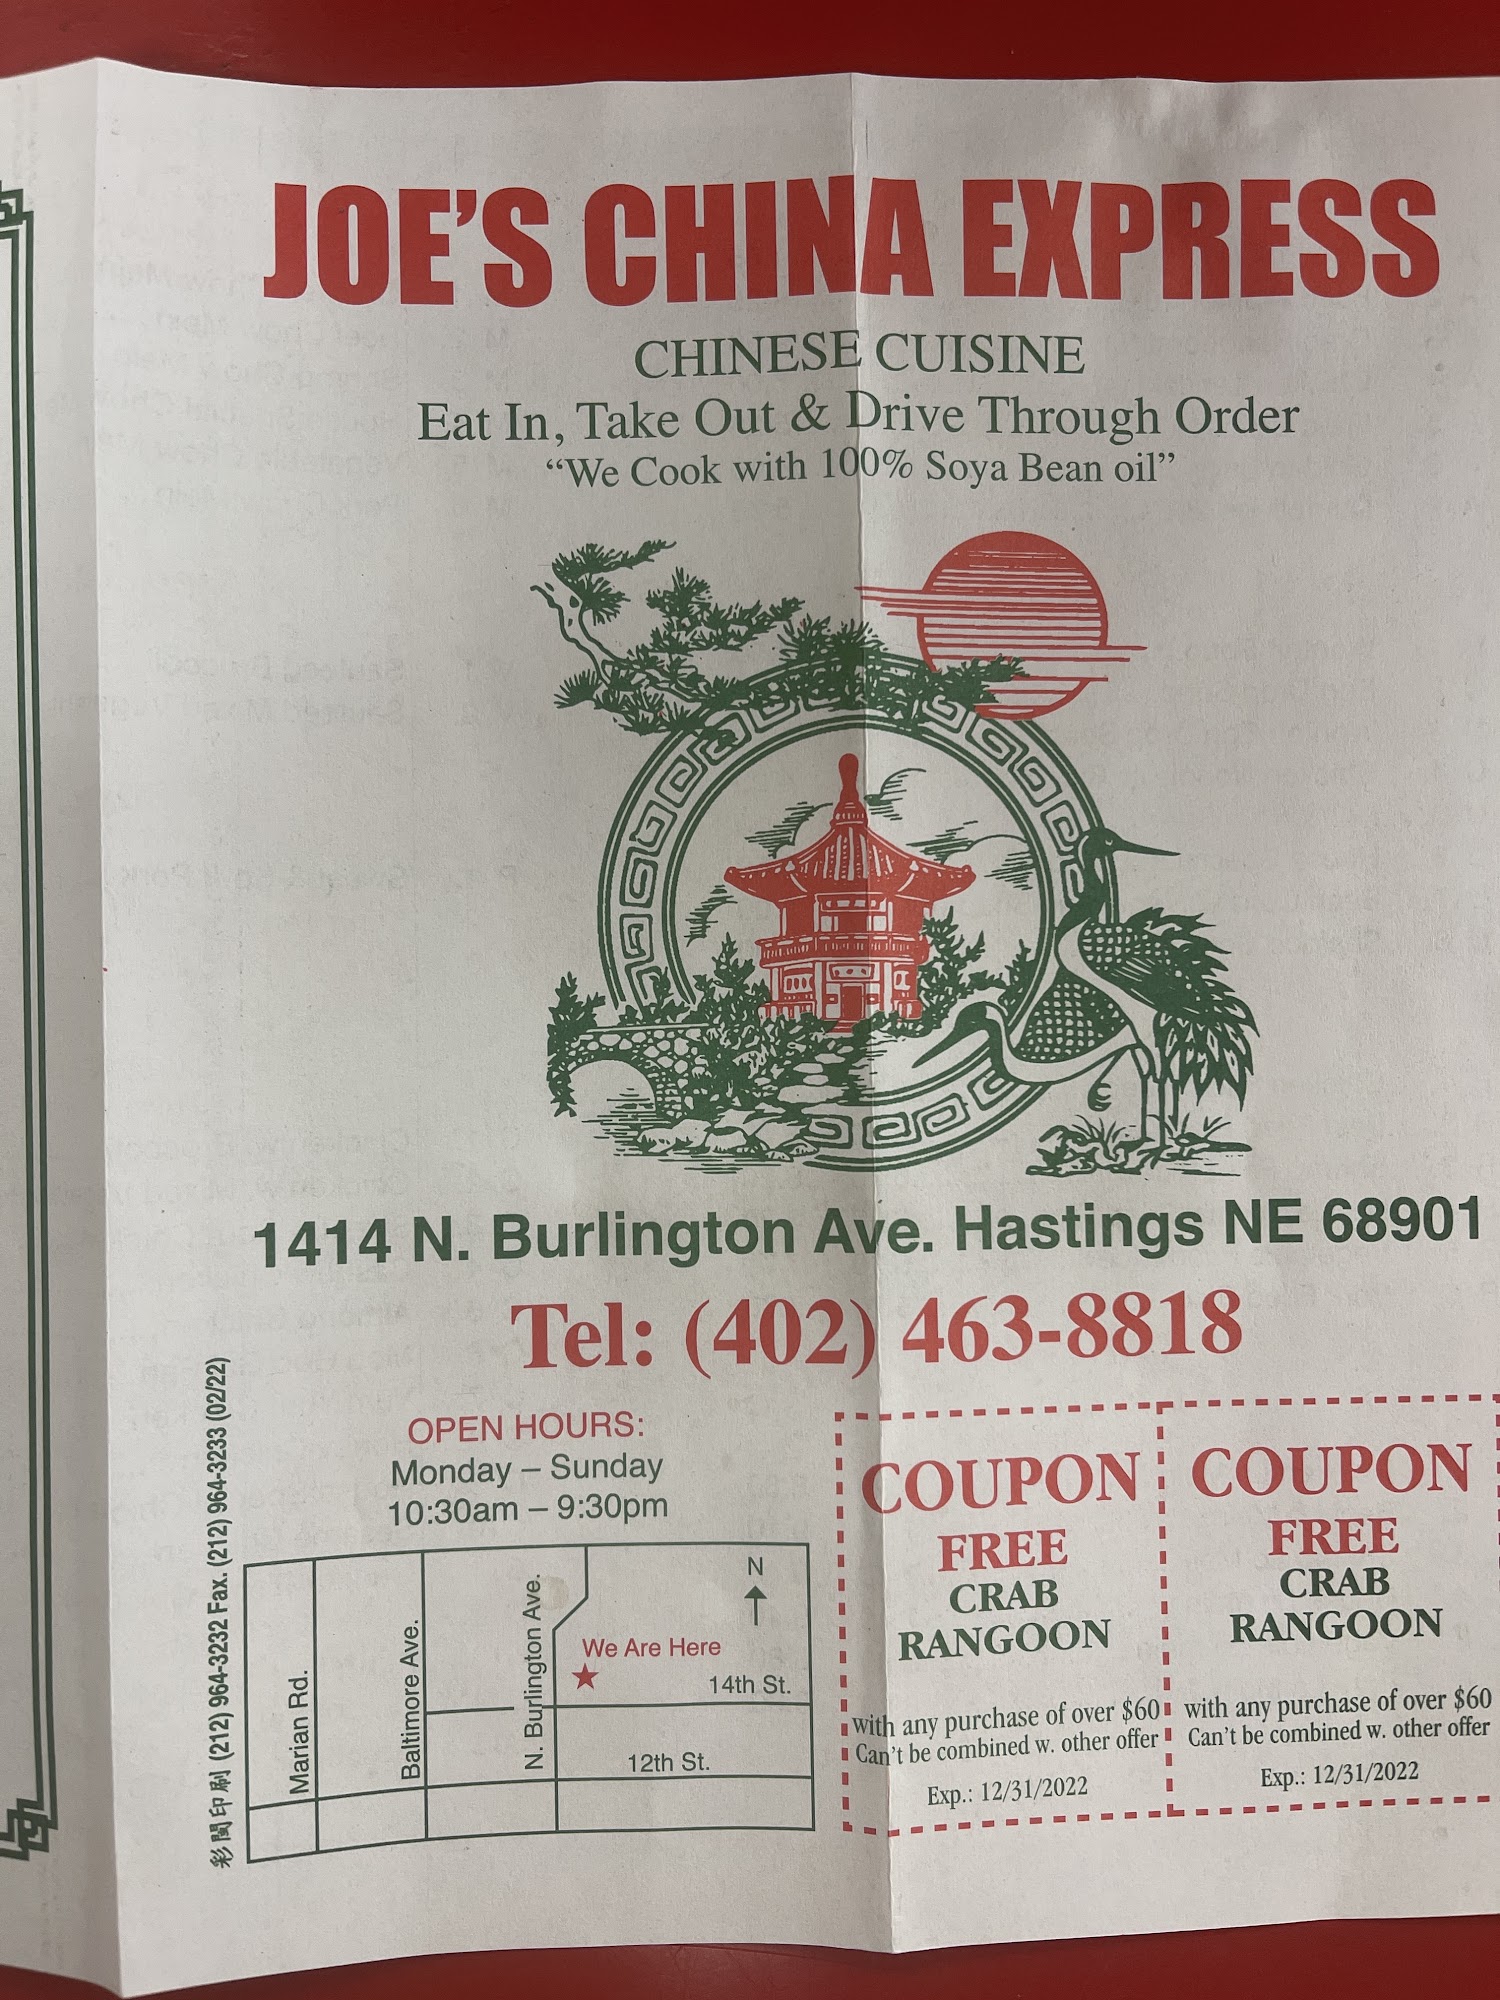 JOE'S CHINA EXPRESS
CHINESE CUISINE
Eat In, Take Out & Drive Through Order
“We Cook with 100% Soya Bean oil”
1414 N. Burlington Ave. Hastings NE 68901
Tel: (402) 463-8818
OPEN HOURS:
Monday – Sunday
10:30am – 9:30pm
Marian Rd.
Baltimore Ave.
N. Burlington Ave.
N
We Are Here
14th St.
12th St.
彩閩印刷 (212) 964-3232 Fax. (212) 964-3233 (02/22)
COUPON
FREE
CRAB
RANGOON
with any purchase of over $60
Can't be combined w. other offer
Exp.: 12/31/2022
COUPON
FREE
CRAB
RANGOON
with any purchase of over $60
Can't be combined w. other offer
Exp.: 12/31/2022